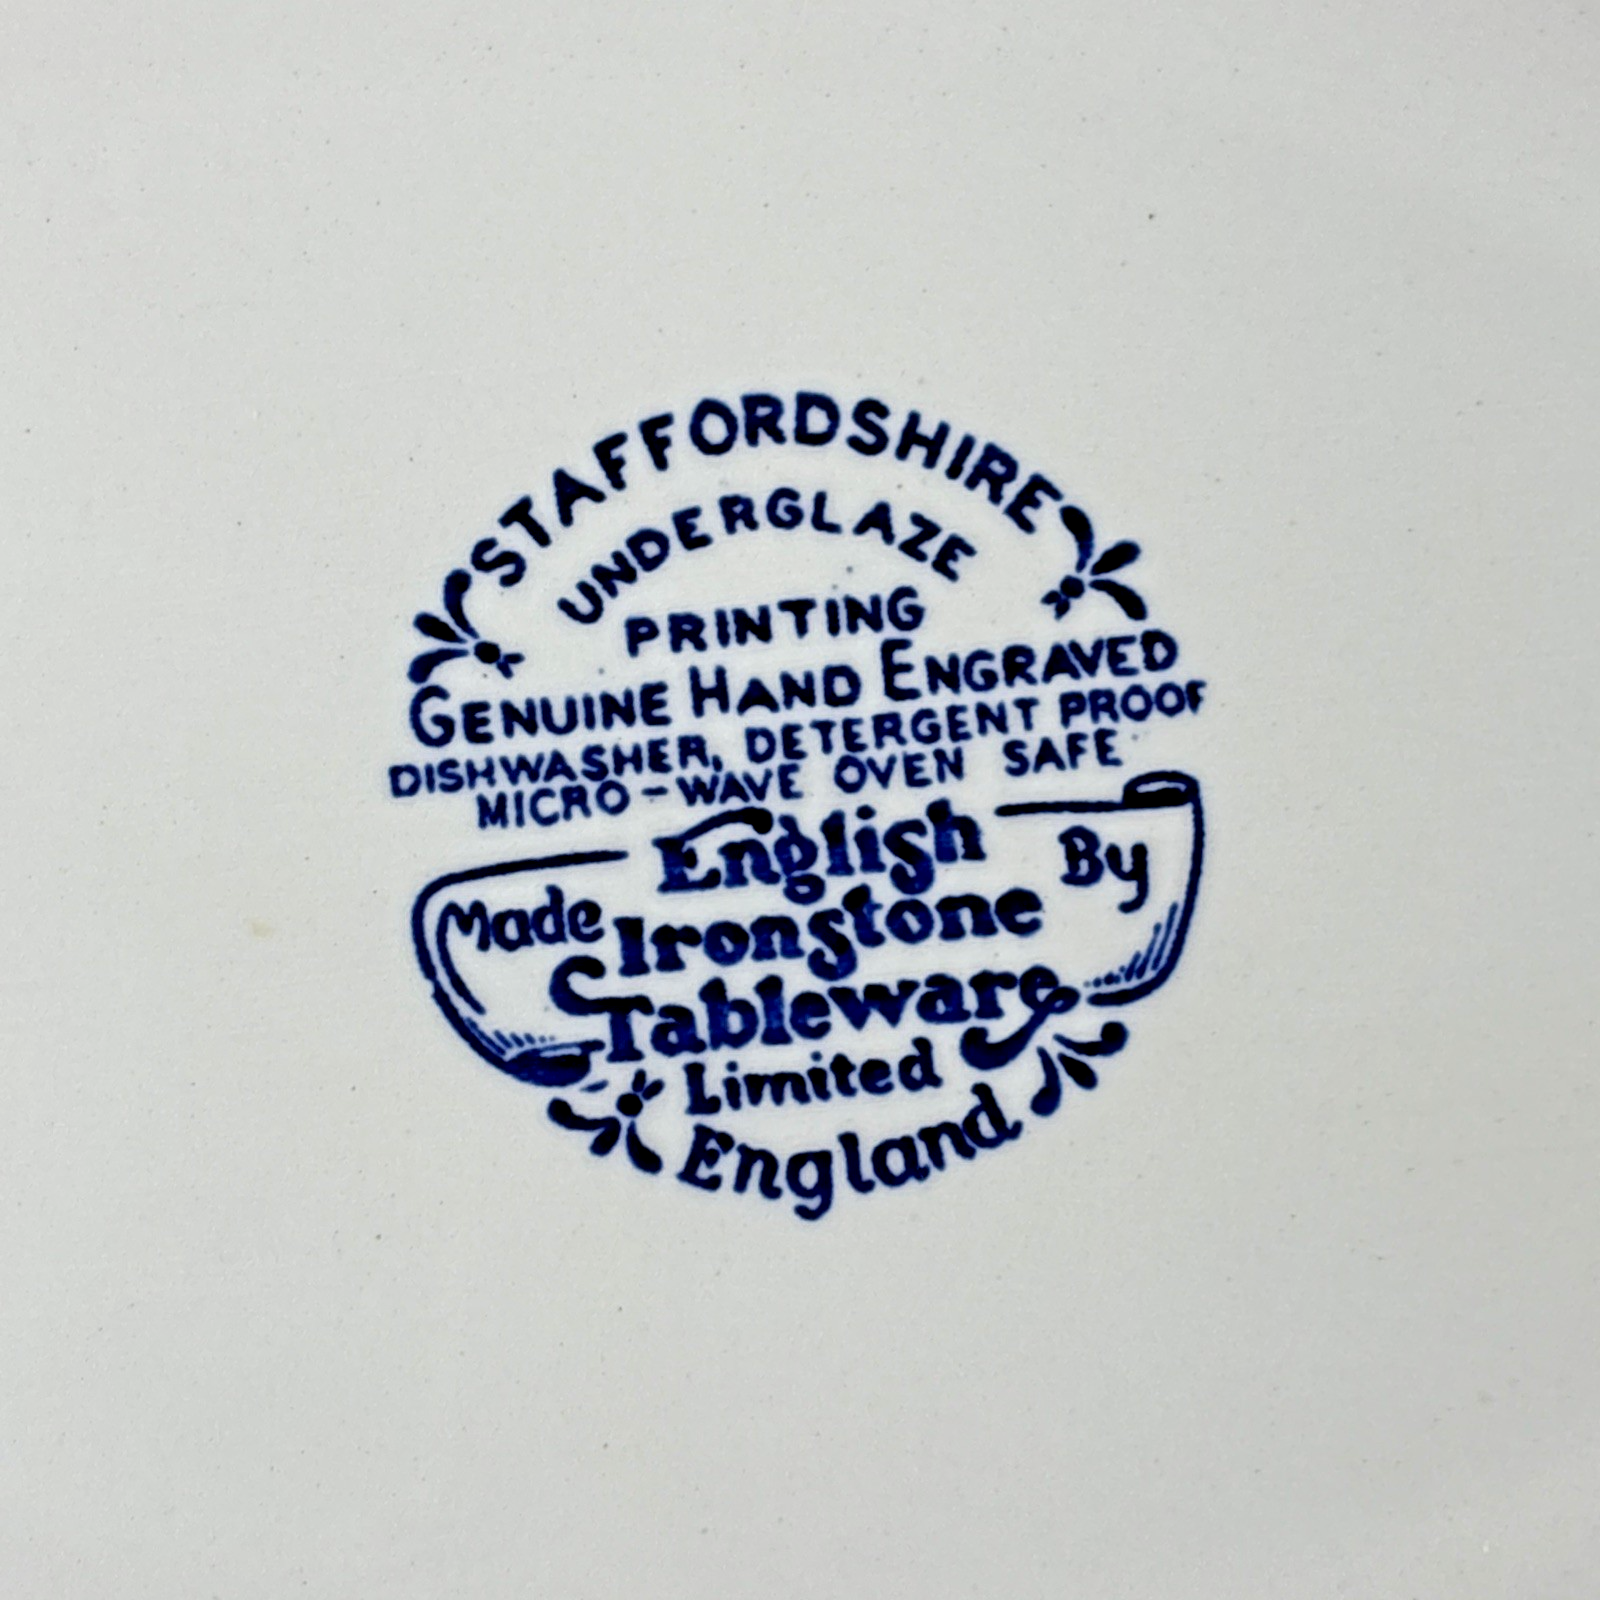 STAFFORDSHIRE
UNDERGLAZE
PRINTING
GENUINE HAND ENGRAVED
DISHWASHER, DETERGENT PROOF
MICRO-WAVE OVEN SAFE
Made English By
Ironstone
Tableware
Limited
England